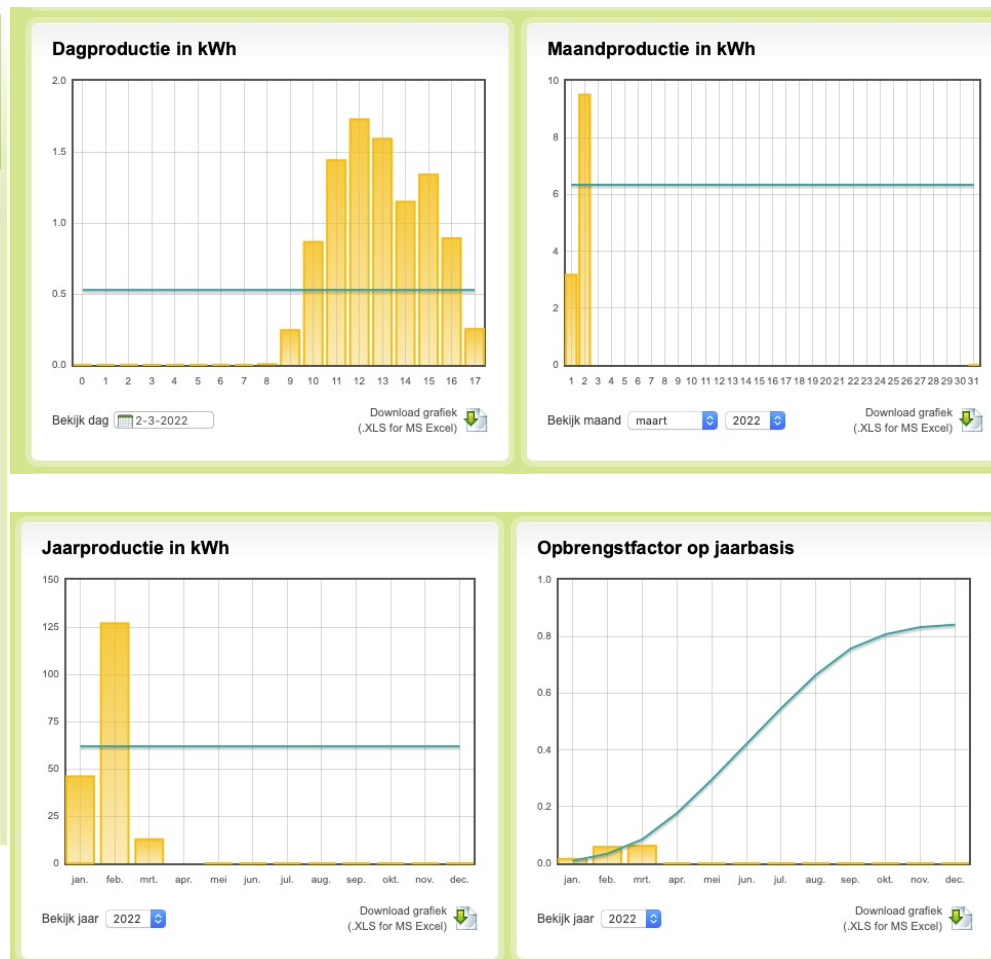 Dagproductie in kWh
2.0
1.5
1.0
0.5
0.0
0 1 2 3 4 5 6 7 8 9 10 11 12 13 14 15 16 17
Bekijk dag 2-3-2022
Download grafiek
(.XLS for MS Excel)
Maandproductie in kWh
10
8
6
4
2
0
1 2 3 4 5 6 7 8 9 10 11 12 13 14 15 16 17 18 19 20 21 22 23 24 25 26 27 28 29 30 31
Bekijk maand maart 2022
Download grafiek
(.XLS for MS Excel)
Jaarproductie in kWh
150
125
100
75
50
25
0
jan. feb. mrt. apr. mei jun. jul. aug. sep. okt. nov. dec.
Bekijk jaar 2022
Download grafiek
(.XLS for MS Excel)
Opbrengstfactor op jaarbasis
1.0
0.8
0.6
0.4
0.2
0.0
jan. feb. mrt. apr. mei jun. jul. aug. sep. okt. nov. dec.
Bekijk jaar 2022
Download grafiek
(.XLS for MS Excel)